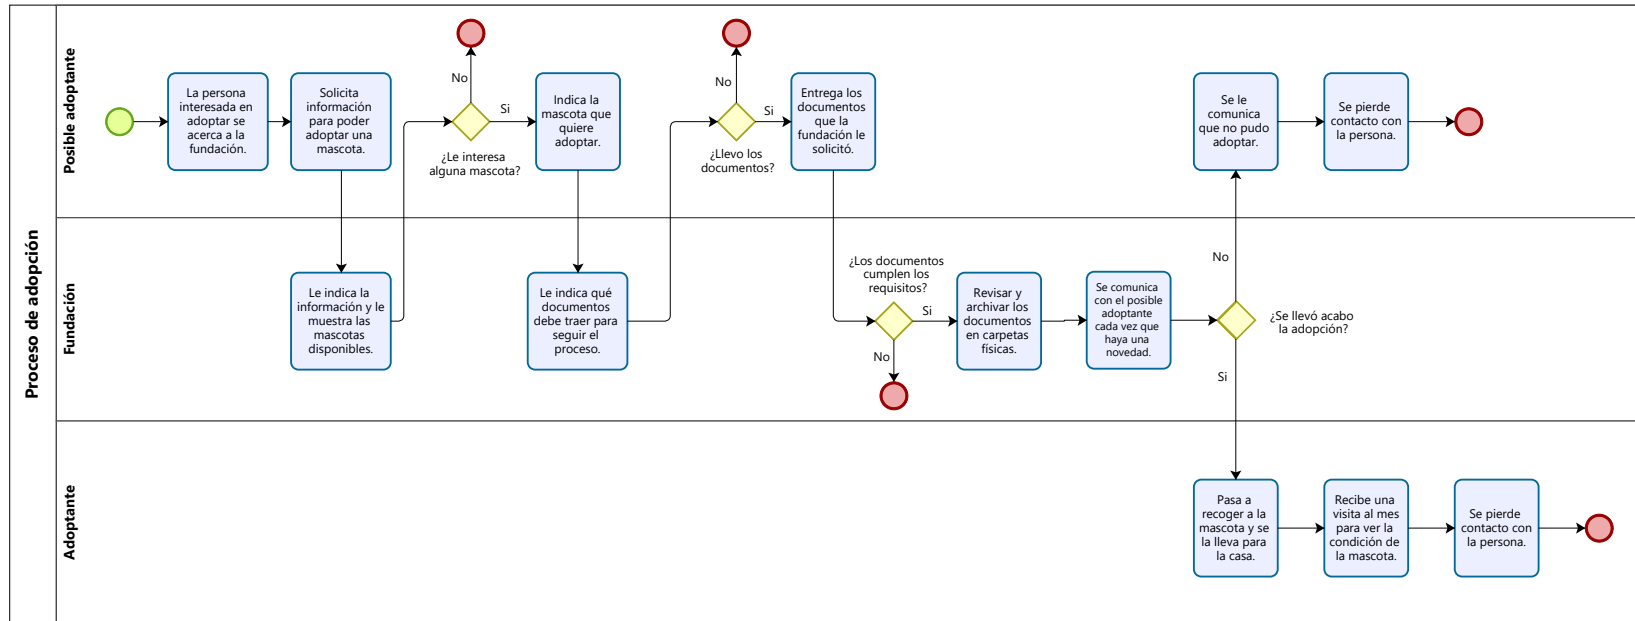 Proceso de adopción
Posible adoptante
La persona
interesada en
adoptar se
acerca a la
fundación.
Solicita
información
para poder
adoptar una
mascota.
No
Si
¿Le interesa
alguna mascota?
Indica la
mascota que
quiere
adoptar.
No
Si
¿Llevo los
documentos?
Entrega los
documentos
que la
fundación le
solicitó.
Se le
comunica
que no pudo
adoptar.
Se pierde
contacto con
la persona.
Fundación
Le indica la
información y le
muestra las
mascotas
disponibles.
Le indica qué
documentos
debe traer para
seguir el
proceso.
¿Los documentos
cumplen los
requisitos?
Si
No
Revisar y
archivar los
documentos
en carpetas
físicas.
Se comunica
con el posible
adoptante
cada vez que
haya una
novedad.
No
¿Se llevó acabo
la adopción?
Si
Adoptante
Pasa a
recoger a la
mascota y se
la lleva para
la casa.
Recibe una
visita al mes
para ver la
condición de
la mascota.
Se pierde
contacto con
la persona.